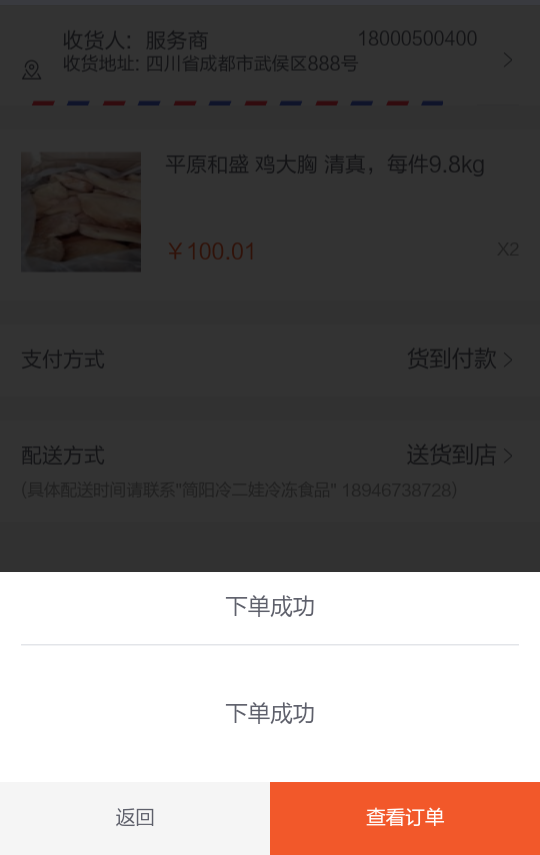 收货人：服务商 18000500400
收货地址: 四川省成都市武侯区888号
平原和盛 鸡大胸 清真，每件9.8kg
￥100.01 X2
支付方式 货到付款
配送方式 送货到店
(具体配送时间请联系"简阳冷二娃冷冻食品" 18946738728)
下单成功
下单成功
返回 查看订单